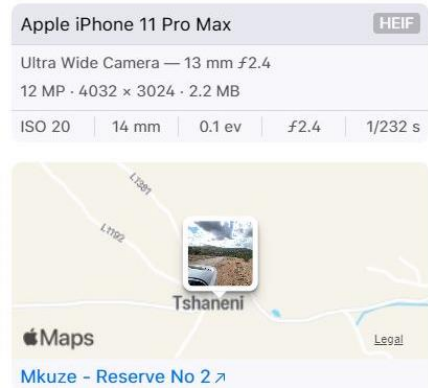 Apple iPhone 11 Pro Max HEIF
Ultra Wide Camera — 13 mm ƒ2.4
12 MP · 4032 × 3024 · 2.2 MB
ISO 20 14 mm 0.1 ev ƒ2.4 1/232 s
L1381
L1192
Tshaneni
Maps Legal
Mkuze - Reserve No 2